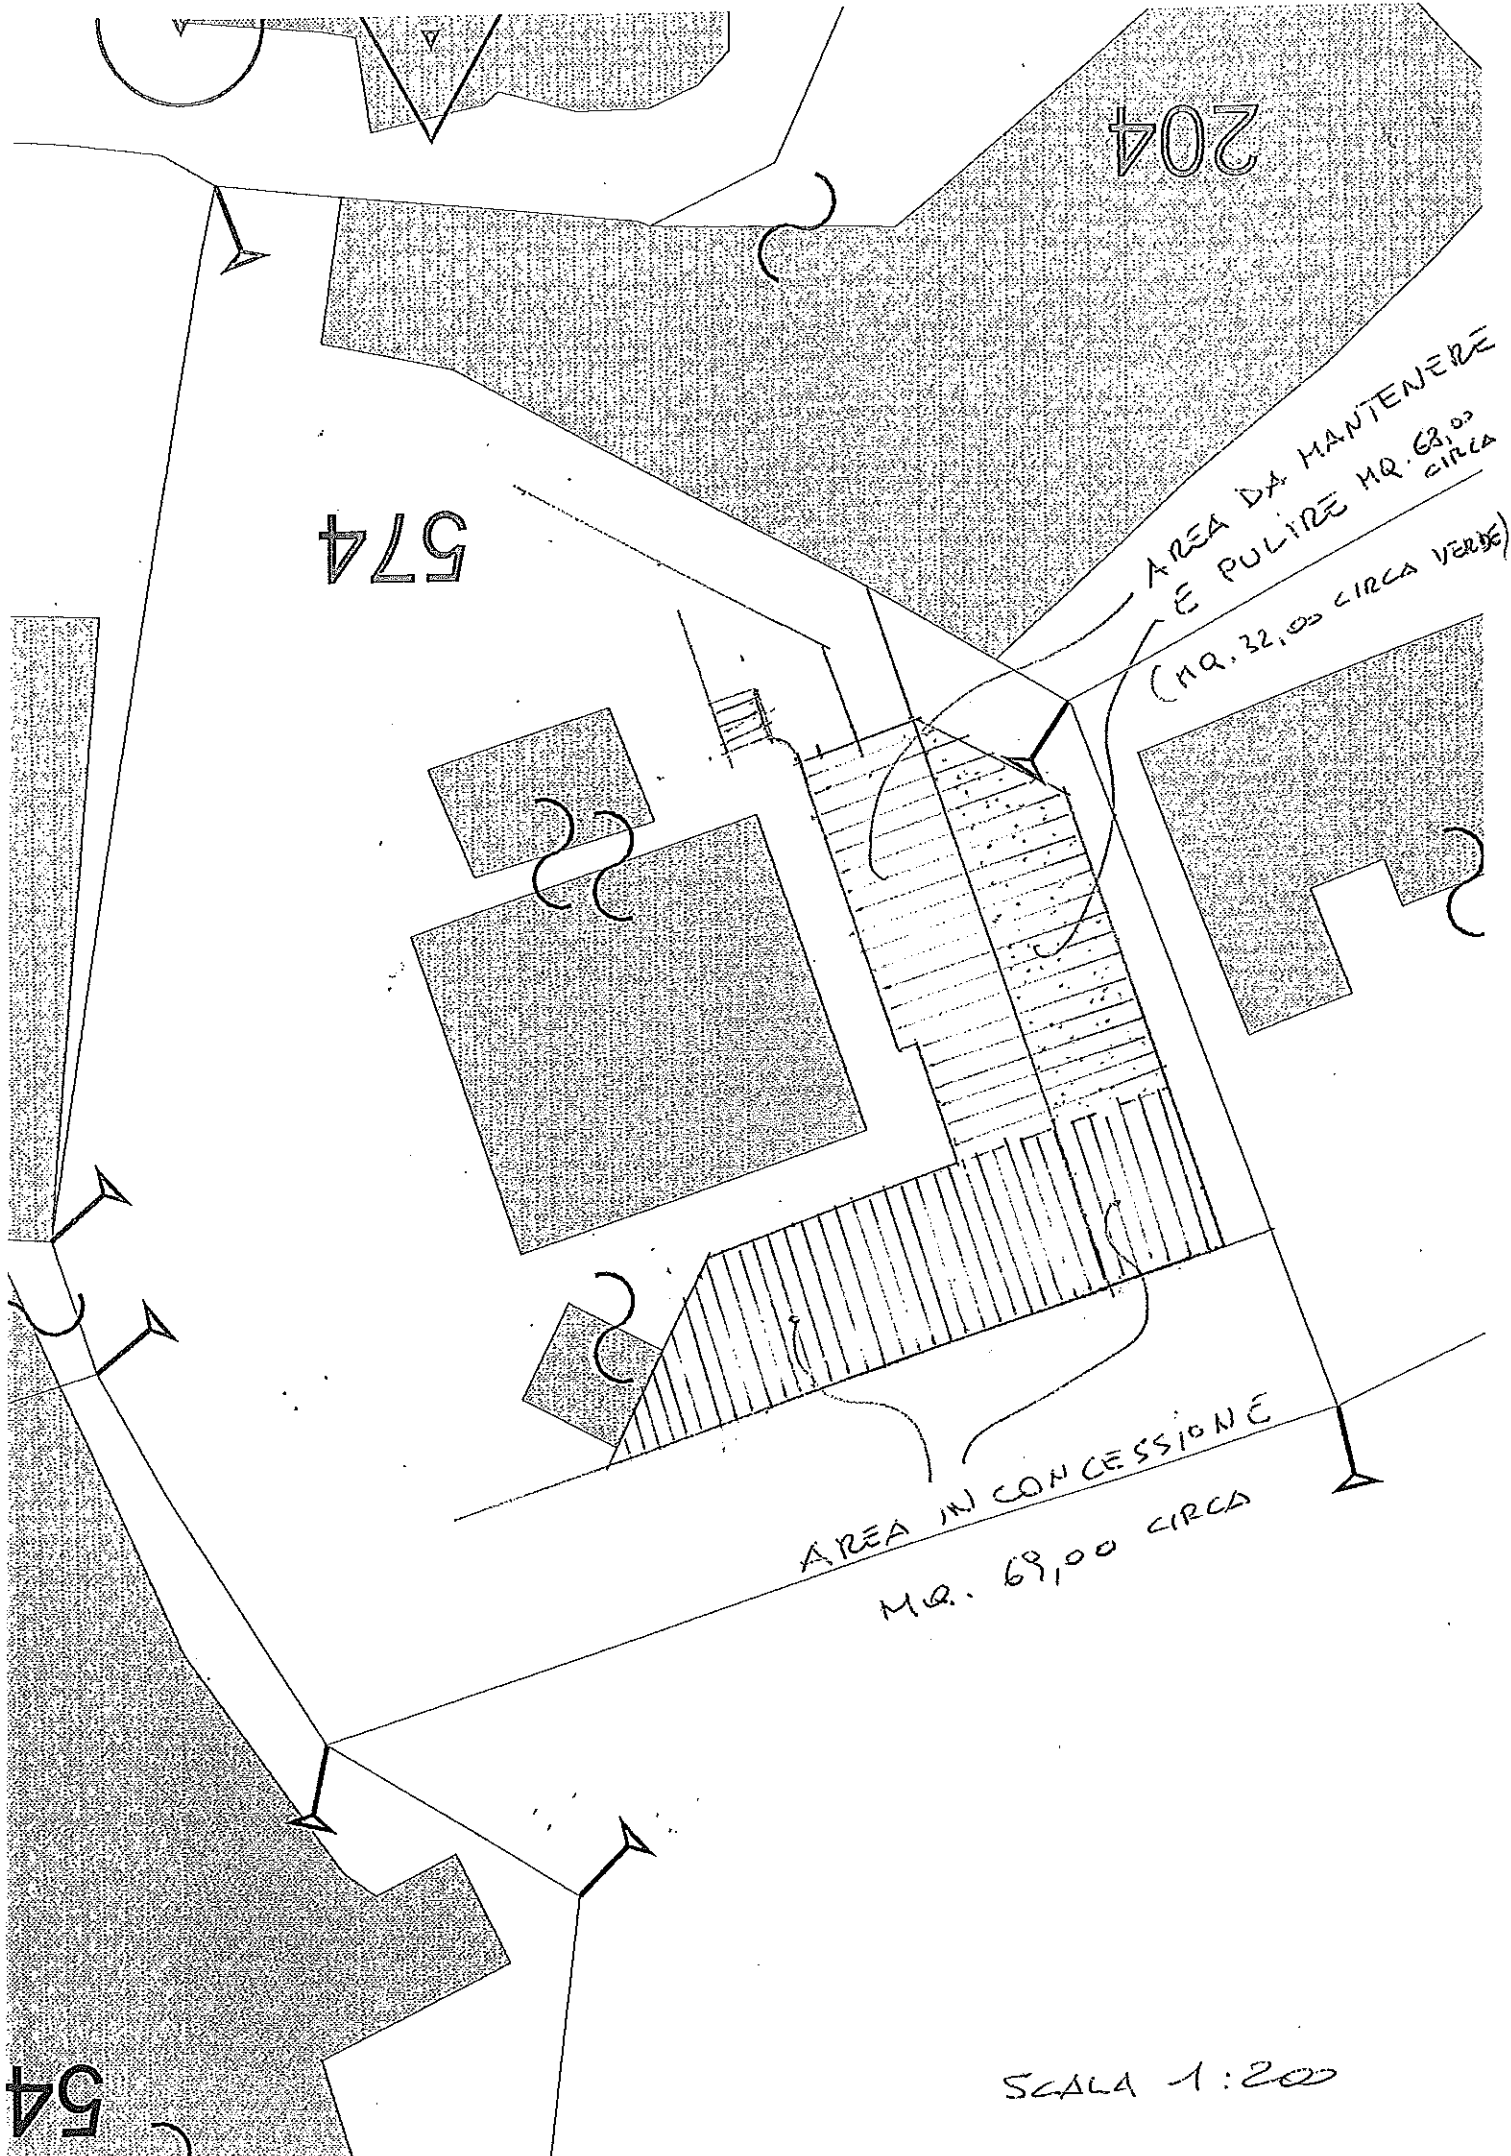 204
574
AREA DA MANTENERE
E PULIRE MQ. 63,00
CIRCA
(MQ. 32,00 CIRCA VERDE)
AREA IN CONCESSIONE
MQ. 69,00 CIRCA
54
SCALA 1:200